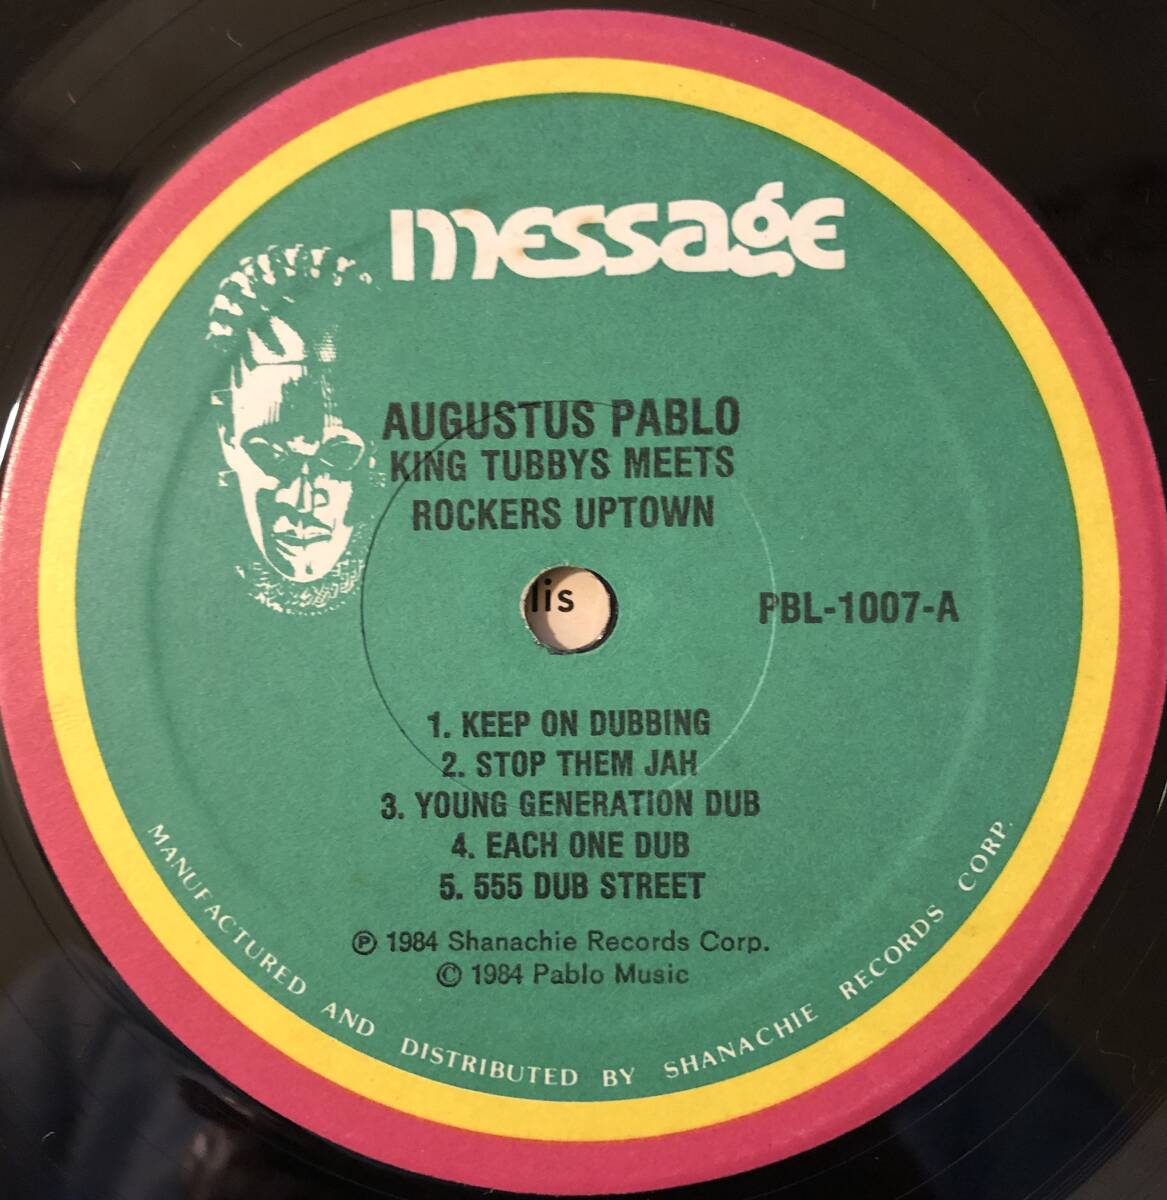 message
AUGUSTUS PABLO
KING TUBBYS MEETS
ROCKERS UPTOWN
lis
PBL-1007-A
1. KEEP ON DUBBING
2. STOP THEM JAH
3. YOUNG GENERATION DUB
4. EACH ONE DUB
5. 555 DUB STREET
℗ 1984 Shanachie Records Corp.
© 1984 Pablo Music
MANUFACTURED AND DISTRIBUTED BY SHANACHIE RECORDS CORP.